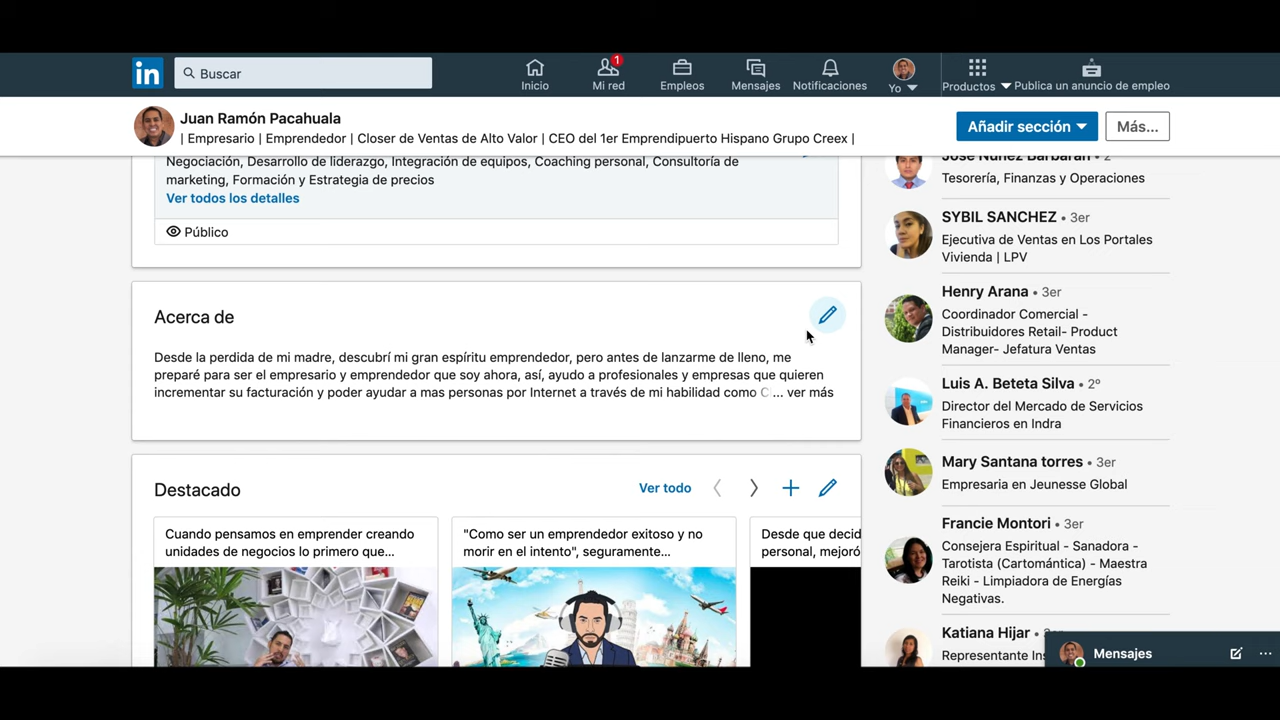 in
Buscar
Inicio
1
Mi red
Empleos
Mensajes
Notificaciones
Yo
Productos
Publica un anuncio de empleo
Juan Ramón Pacahuala
| Empresario | Emprendedor | Closer de Ventas de Alto Valor | CEO del 1er Emprendipuerto Hispano Grupo Creex |
Añadir sección
Más...
Negociación, Desarrollo de liderazgo, Integración de equipos, Coaching personal, Consultoría de
marketing, Formación y Estrategia de precios
Ver todos los detalles
Público
Acerca de
Desde la perdida de mi madre, descubrí mi gran espíritu emprendedor, pero antes de lanzarme de lleno, me
preparé para ser el empresario y emprendedor que soy ahora, así, ayudo a profesionales y empresas que quieren
incrementar su facturación y poder ayudar a mas personas por Internet a través de mi habilidad como C ... ver más
Destacado
Ver todo
Cuando pensamos en emprender creando
unidades de negocios lo primero que...
"Como ser un emprendedor exitoso y no
morir en el intento", seguramente...
Desde que decid
personal, mejoró
José Núñez Barbarán • 2
Tesorería, Finanzas y Operaciones
SYBIL SANCHEZ • 3er
Ejecutiva de Ventas en Los Portales
Vivienda | LPV
Henry Arana • 3er
Coordinador Comercial -
Distribuidores Retail- Product
Manager- Jefatura Ventas
Luis A. Beteta Silva • 2º
Director del Mercado de Servicios
Financieros en Indra
Mary Santana torres • 3er
Empresaria en Jeunesse Global
Francie Montori • 3er
Consejera Espiritual - Sanadora -
Tarotista (Cartomántica) - Maestra
Reiki - Limpiadora de Energías
Negativas.
Katiana Hijar •
Representante Ins
Mensajes